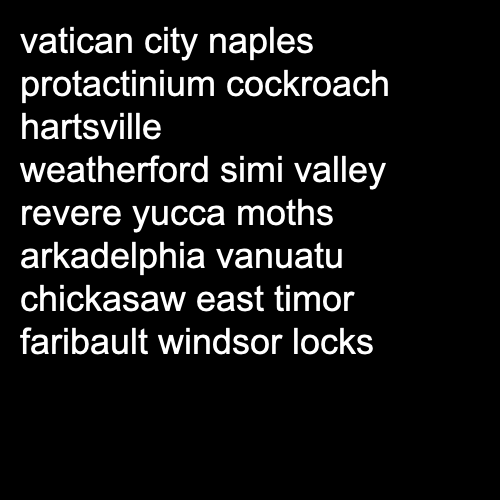 vatican city naples
protactinium cockroach
hartsville
weatherford simi valley
revere yucca moths
arkadelphia vanuatu
chickasaw east timor
faribault windsor locks